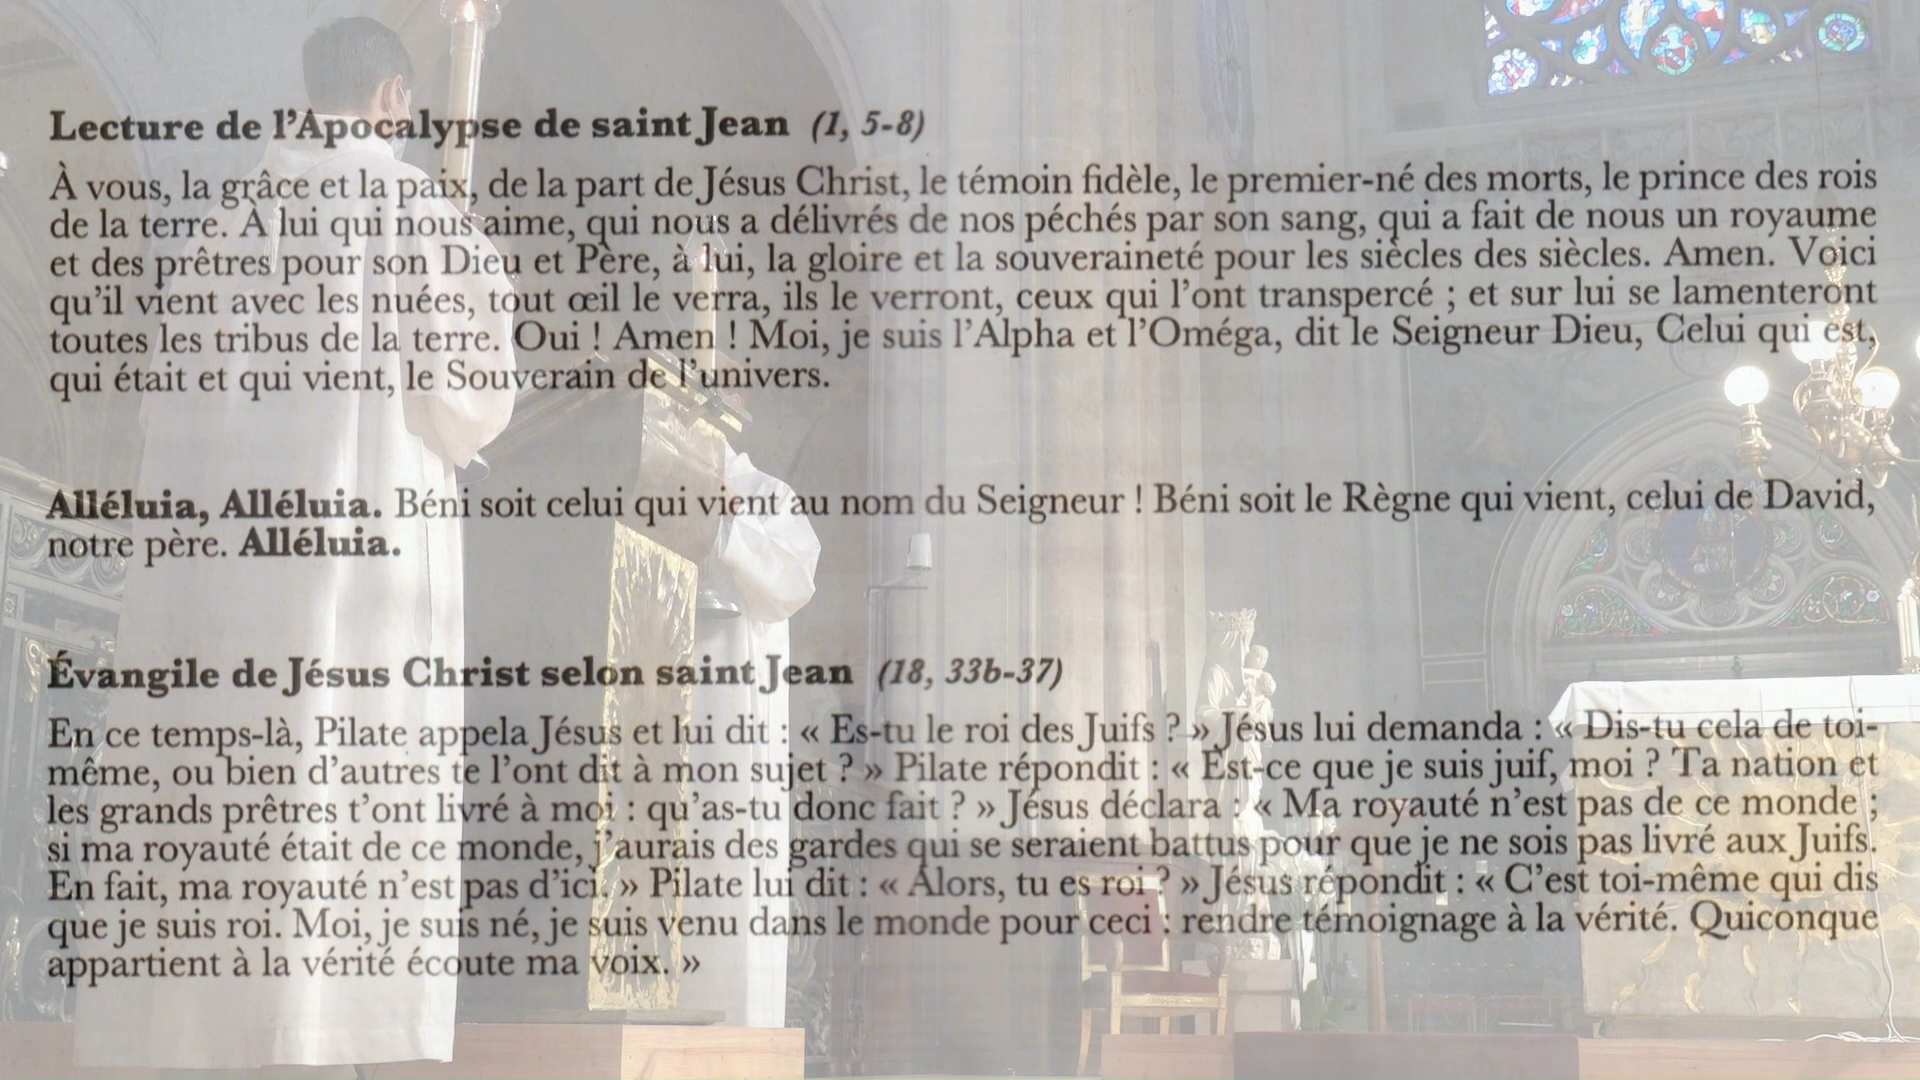 Lecture de l'Apocalypse de saint Jean (1, 5-8)
À vous, la grâce et la paix, de la part de Jésus Christ, le témoin fidèle, le premier-né des morts, le prince des rois
de la terre. À lui qui nous aime, qui nous a délivrés de nos péchés par son sang, qui a fait de nous un royaume
et des prêtres pour son Dieu et Père, à lui, la gloire et la souveraineté pour les siècles des siècles. Amen. Voici
qu'il vient avec les nuées, tout œil le verra, ils le verront, ceux qui l'ont transpercé ; et sur lui se lamenteront
toutes les tribus de la terre. Oui ! Amen ! Moi, je suis l'Alpha et l'Oméga, dit le Seigneur Dieu, Celui qui est,
qui était et qui vient, le Souverain de l'univers.
Alléluia, Alléluia. Béni soit celui qui vient au nom du Seigneur ! Béni soit le Règne qui vient, celui de David,
notre père. Alléluia.
Évangile de Jésus Christ selon saint Jean (18, 33b-37)
En ce temps-là, Pilate appela Jésus et lui dit : « Es-tu le roi des Juifs ? » Jésus lui demanda : « Dis-tu cela de toi-
même, ou bien d'autres te l'ont dit à mon sujet ? » Pilate répondit : « Est-ce que je suis juif, moi ? Ta nation et
les grands prêtres t'ont livré à moi : qu'as-tu donc fait ? » Jésus déclara : « Ma royauté n'est pas de ce monde ;
si ma royauté était de ce monde, j'aurais des gardes qui se seraient battus pour que je ne sois pas livré aux Juifs.
En fait, ma royauté n'est pas d'ici. » Pilate lui dit : « Alors, tu es roi ? » Jésus répondit : « C'est toi-même qui dis
que je suis roi. Moi, je suis né, je suis venu dans le monde pour ceci : rendre témoignage à la vérité. Quiconque
appartient à la vérité écoute ma voix. »